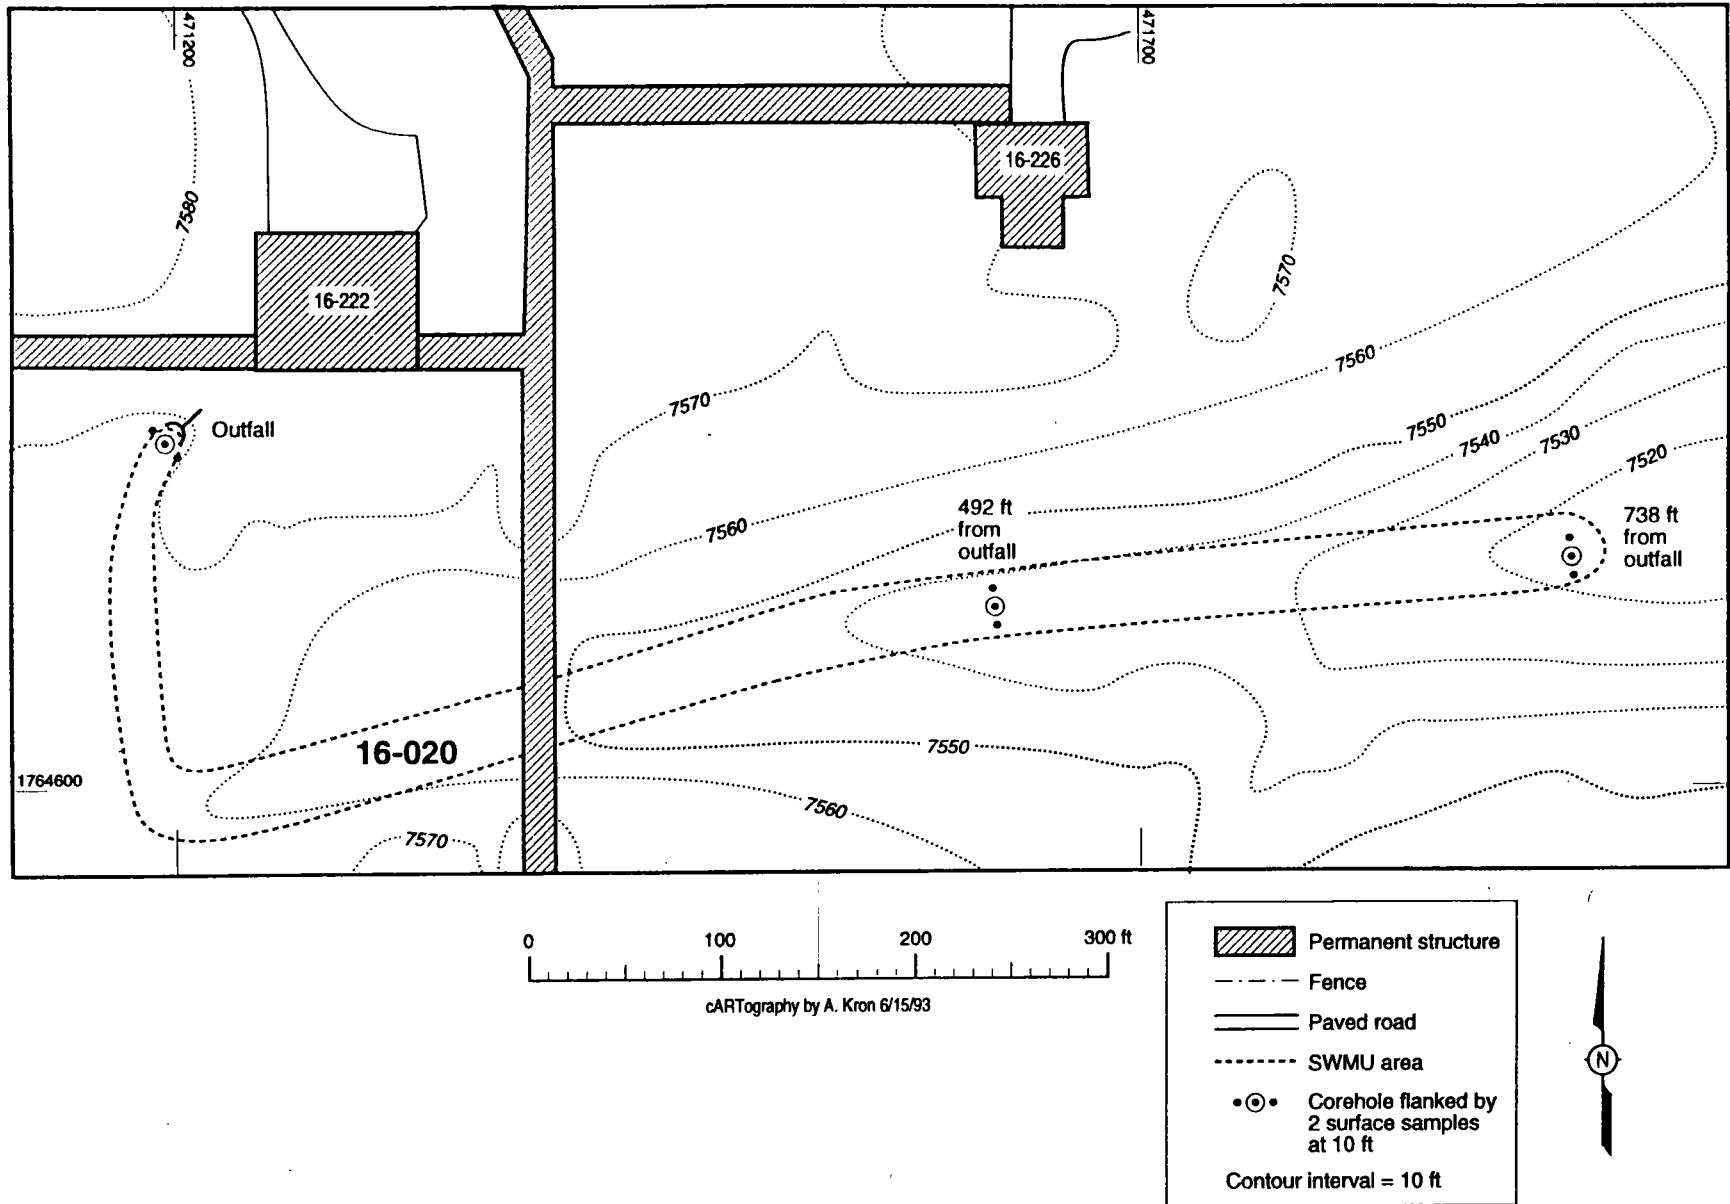 471200
471700
16-226
7580
7570
16-222
7560
7570
Outfall
7550
7540
7530
7520
492 ft
from
outfall
738 ft
from
outfall
7560
16-020
7550
1764600
7560
7570
0 100 200 300 ft
cARTography by A. Kron 6/15/93
Permanent structure
Fence
Paved road
SWMU area
Corehole flanked by
2 surface samples
at 10 ft
Contour interval = 10 ft
N